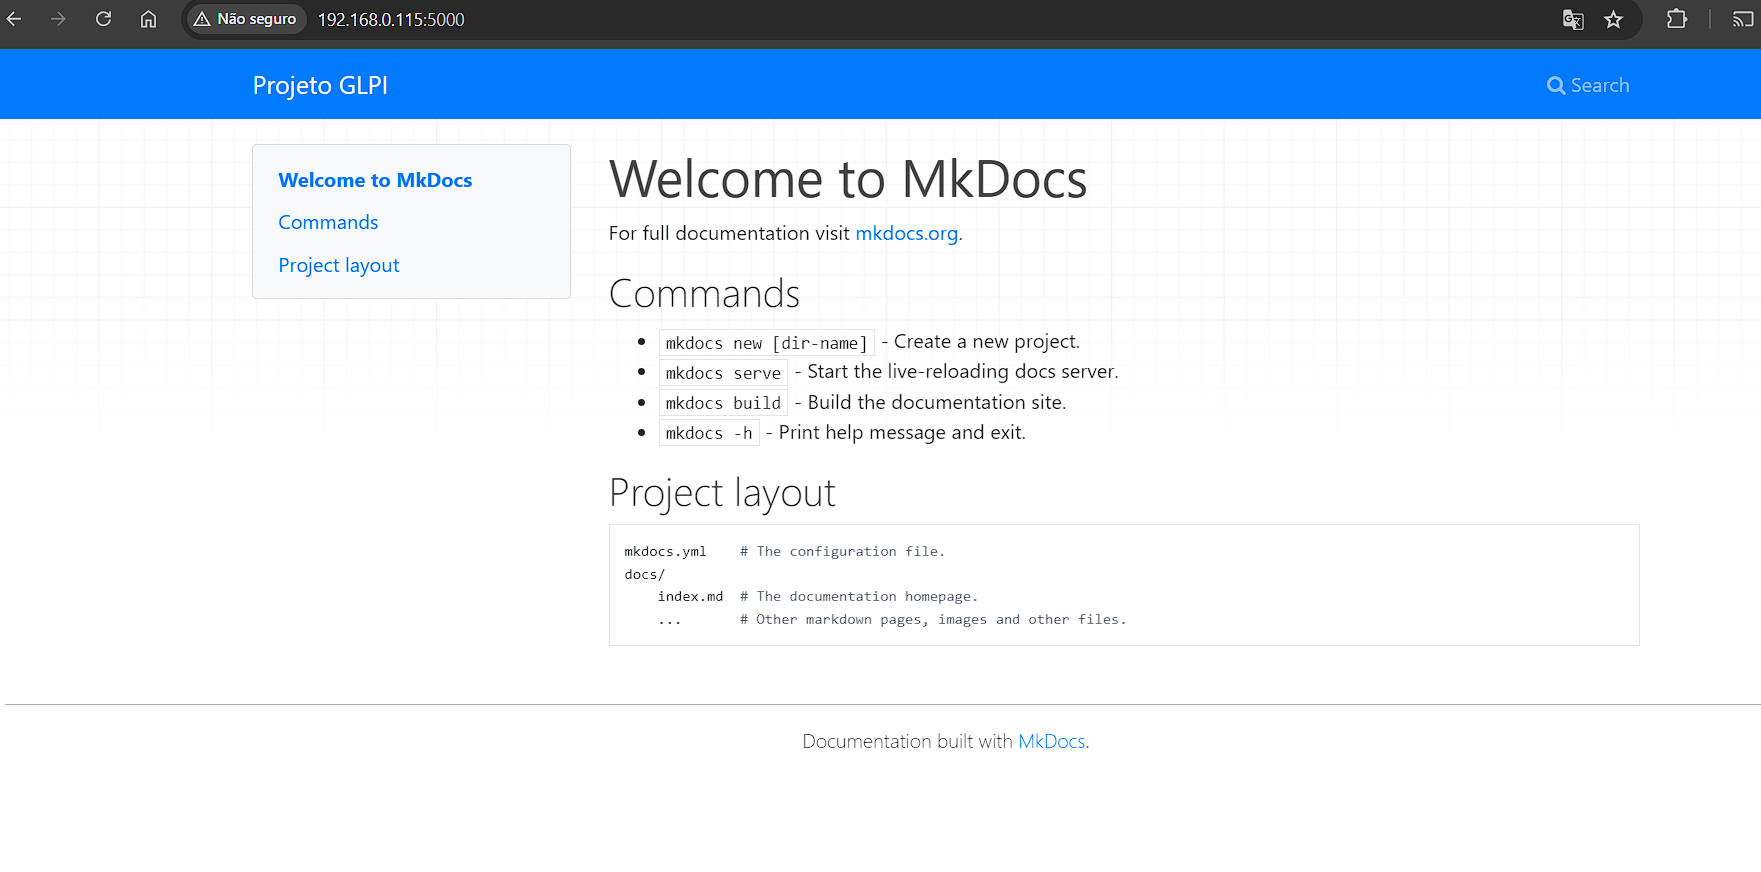 Não seguro 192.168.0.115:5000
Projeto GLPI
Search
Welcome to MkDocs
Commands
Project layout
Welcome to MkDocs
For full documentation visit mkdocs.org.
Commands
mkdocs new [dir-name] - Create a new project.
mkdocs serve - Start the live-reloading docs server.
mkdocs build - Build the documentation site.
mkdocs -h - Print help message and exit.
Project layout
mkdocs.yml    # The configuration file.
docs/
    index.md  # The documentation homepage.
    ...       # Other markdown pages, images and other files.
Documentation built with MkDocs.